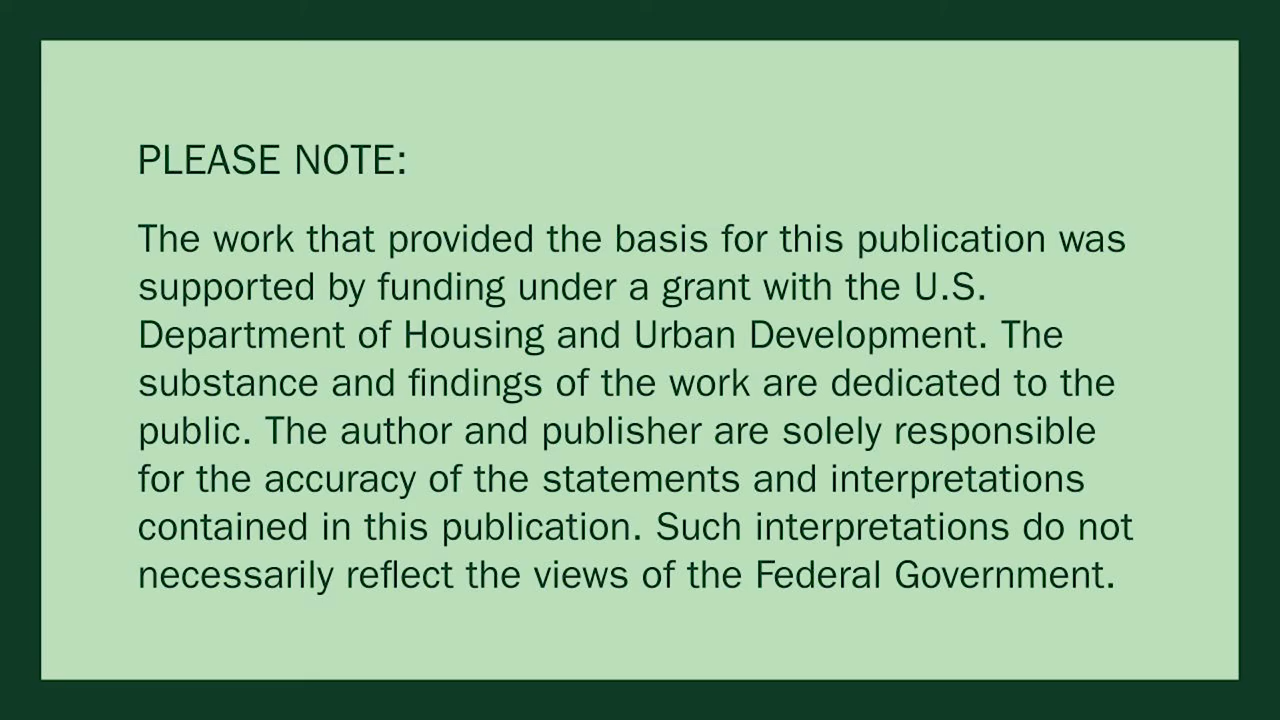 PLEASE NOTE:
The work that provided the basis for this publication was
supported by funding under a grant with the U.S.
Department of Housing and Urban Development. The
substance and findings of the work are dedicated to the
public. The author and publisher are solely responsible
for the accuracy of the statements and interpretations
contained in this publication. Such interpretations do not
necessarily reflect the views of the Federal Government.